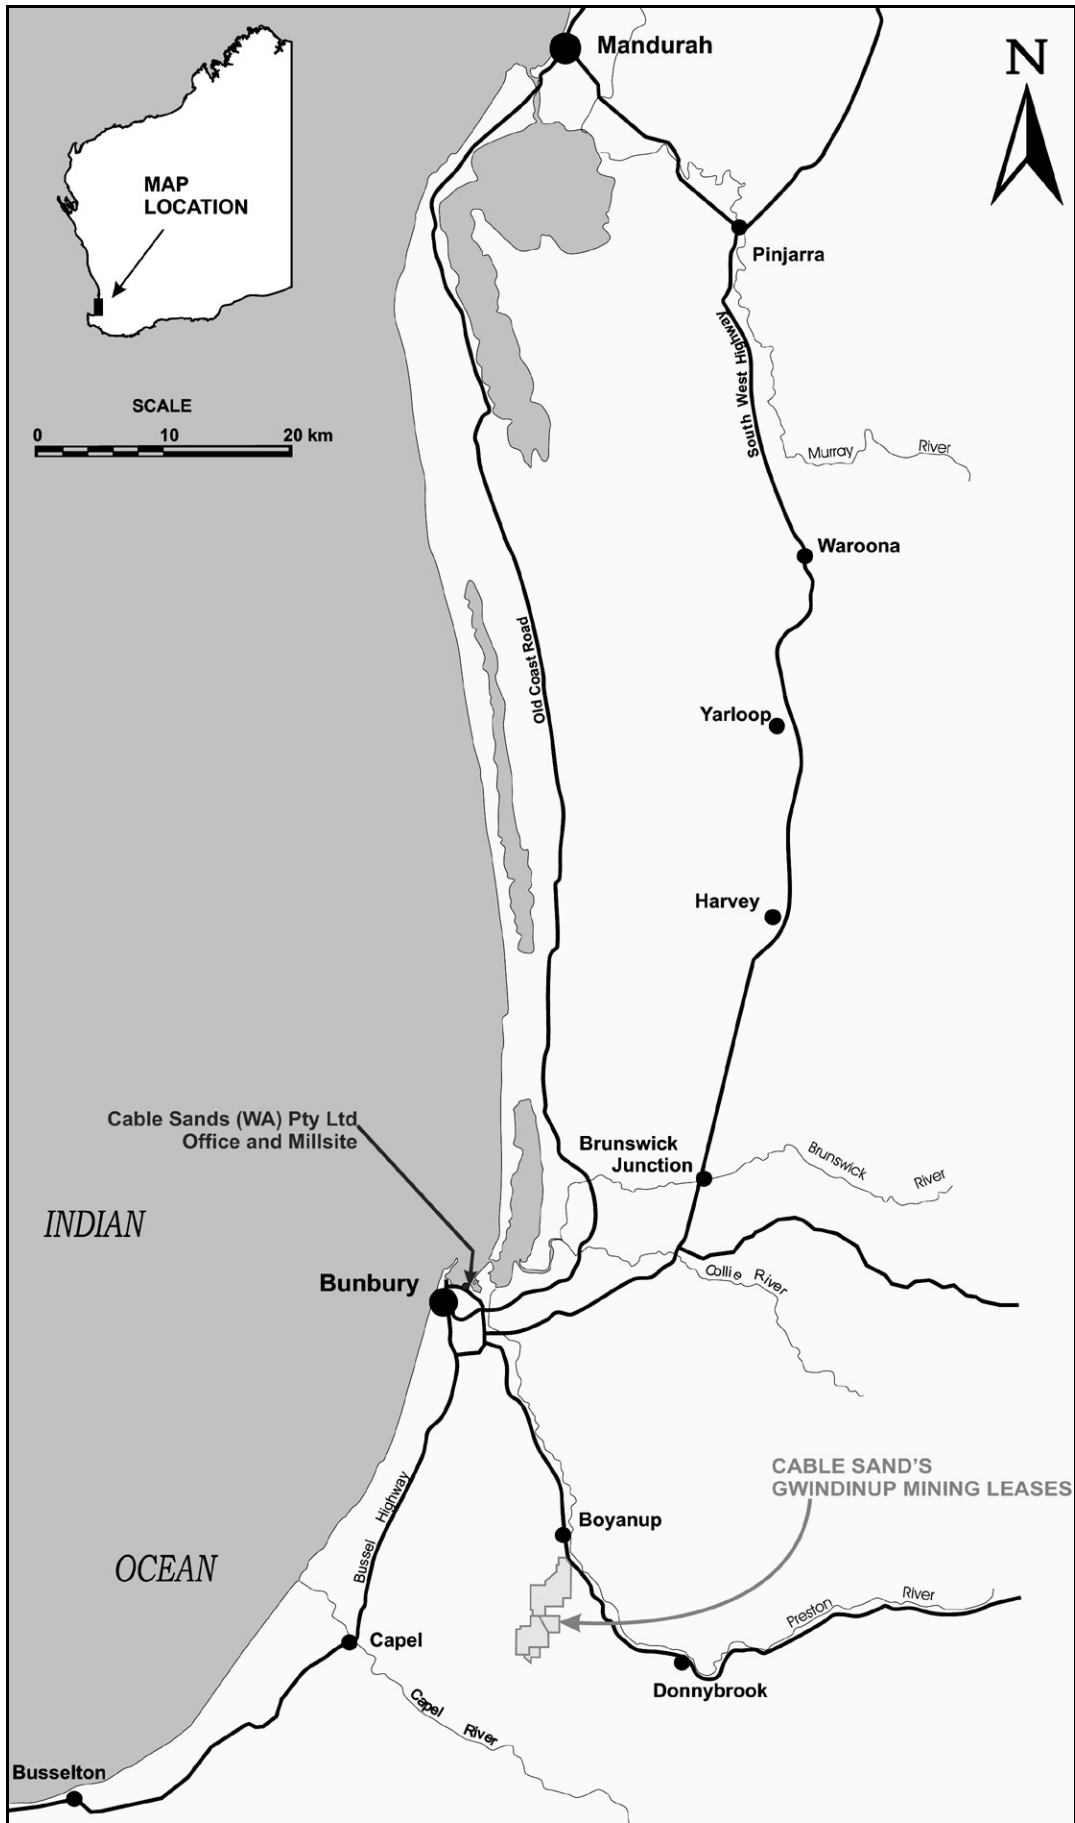 Mandurah
N
MAP
LOCATION
Pinjarra
South West Highway
SCALE
0 10 20 km
Murray River
Waroona
Old Coast Road
Yarloop
Harvey
Cable Sands (WA) Pty Ltd
Office and Millsite
Brunswick
Junction
Brunswick River
INDIAN
Collie River
Bunbury
CABLE SAND'S
GWINDINUP MINING LEASES
Bussel Highway
Boyanup
OCEAN
Preston River
Capel
Donnybrook
Capel River
Busselton